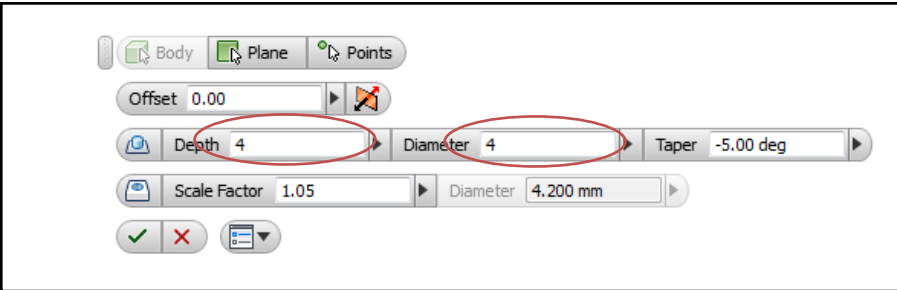 Body Plane Points
Offset 0.00
Depth 4 Diameter 4 Taper -5.00 deg
Scale Factor 1.05 Diameter 4.200 mm